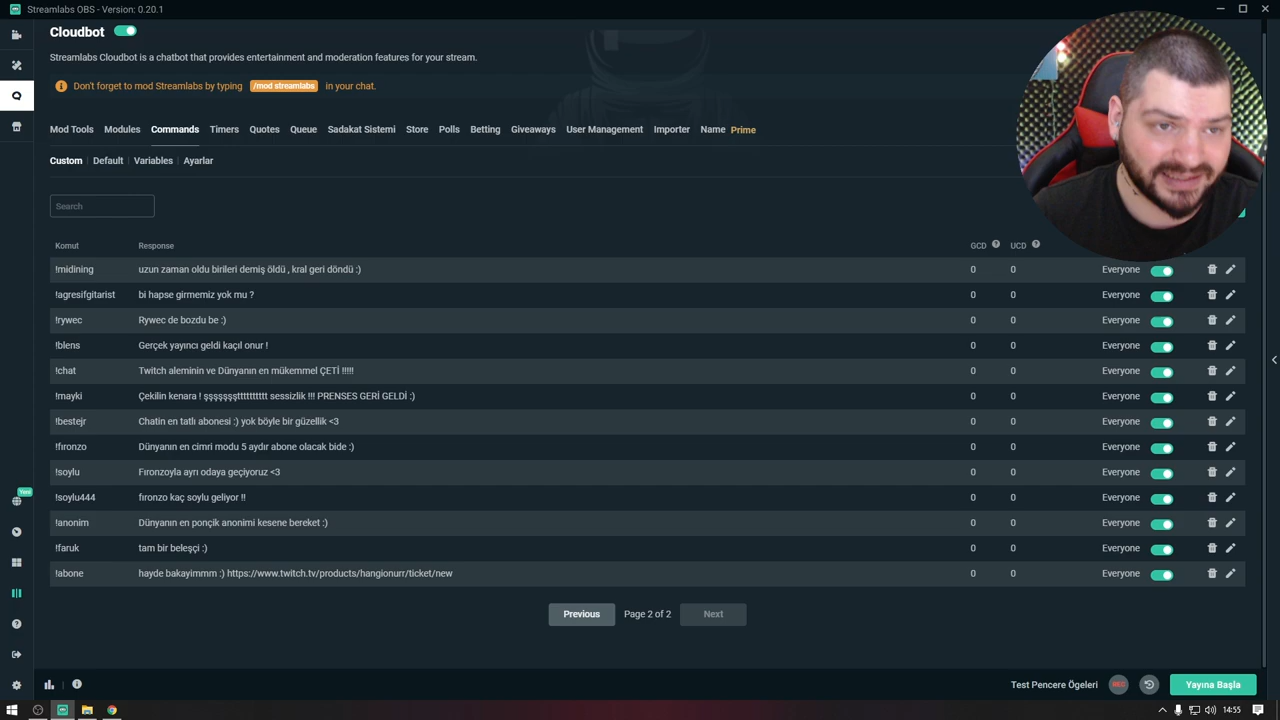 Streamlabs OBS - Version: 0.20.1
Cloudbot
Streamlabs Cloudbot is a chatbot that provides entertainment and moderation features for your stream.
Don't forget to mod Streamlabs by typing /mod streamlabs in your chat.
Mod Tools Modules Commands Timers Quotes Queue Sadakat Sistemi Store Polls Betting Giveaways User Management Importer Name Prime
Custom Default Variables Ayarlar
Search
Komut Response GCD UCD
!midining uzun zaman oldu birileri demiş öldü , kral geri döndü :) 0 0 Everyone
!agresifgitarist bi hapse girmemiz yok mu ? 0 0 Everyone
!rywec Rywec de bozdu be :) 0 0 Everyone
!blens Gerçek yayıncı geldi kaçıl onur ! 0 0 Everyone
!chat Twitch aleminin ve Dünyanın en mükemmel ÇETİ !!!!! 0 0 Everyone
!mayki Çekilin kenara ! şşşşşşştttttttttt sessizlik !!! PRENSES GERİ GELDİ :) 0 0 Everyone
!bestejr Chatin en tatlı abonesi :) yok böyle bir güzellik <3 0 0 Everyone
!fıronzo Dünyanın en cimri modu 5 aydır abone olacak bide :) 0 0 Everyone
!soylu Fıronzoyla ayrı odaya geçiyoruz <3 0 0 Everyone
!soylu444 fıronzo kaç soylu geliyor !! 0 0 Everyone
!anonim Dünyanın en ponçik anonimi kesene bereket :) 0 0 Everyone
!faruk tam bir beleşçi :) 0 0 Everyone
!abone hayde bakayimmm :) https://www.twitch.tv/products/hangionurr/ticket/new 0 0 Everyone
Previous Page 2 of 2 Next
Yeni
Test Pencere Ögeleri REC Yayına Başla
14:55